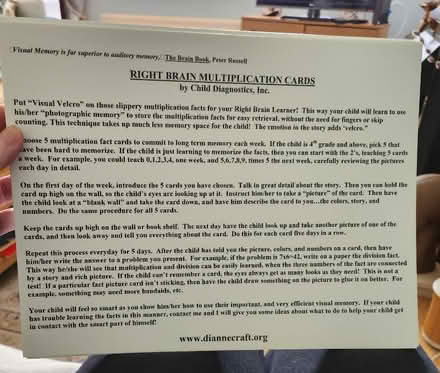 "Visual Memory is far superior to auditory memory," The Brain Book, Peter Russell
RIGHT BRAIN MULTIPLICATION CARDS
by Child Diagnostics, Inc.
Put "Visual Velcro" on those slippery multiplication facts for your Right Brain Learner! This way your child will learn to use
his/her "photographic memory" to store the multiplication facts for easy retrieval, without the need for fingers or skip
counting. This technique takes up much less memory space for the child! The emotion in the story adds 'velcro."
oose 5 multiplication fact cards to commit to long term memory each week. If the child is 4th grade and above, pick 5 that
ave been hard to memorize. If the child is just learning to memorize the facts, then you can start with the 2's, teaching 5 cards
a week. For example, you could teach 0,1,2,3,4, one week, and 5,6,7,8,9, times 5 the next week, carefully reviewing the pictures
each day in detail.
On the first day of the week, introduce the 5 cards you have chosen. Talk in great detail about the story. Then you can hold the
card up high on the wall, so the child's eyes are looking up at it. Instruct him/her to take a "picture" of the card. Then have
the child look at a "blank wall" and take the card down, and have him describe the card to you...the colors, story, and
numbers. Do the same procedure for all 5 cards.
Keep the cards up high on the wall or book shelf. The next day have the child look up and take another picture of one of the
cards, and then look away and tell you everything about the card. Do this for each card five days in a row.
Repeat this process everyday for 5 days. After the child has told you the picture, colors, and numbers on a card, then have
him/her write the answer to a problem you present. For example, if the problem is 7x6=42, write on a paper the division fact.
This way he/she will see that multiplication and division can be easily learned, when the three numbers of the fact are connected
by a story and rich picture. If the child can't remember a card, the eyes always get as many looks as they need! This is not a
test! If a particular fact picture card isn't sticking, then have the child draw something on the picture to glue it on better. For
example, something may need more bandaids, etc.
Your child will feel so smart as you show him/her how to use their important, and very efficient visual memory. If your child
has trouble learning the facts in this manner, contact me and I will give you some ideas about what to do to help your child get
in contact with the smart part of himself!
www.diannecraft.org